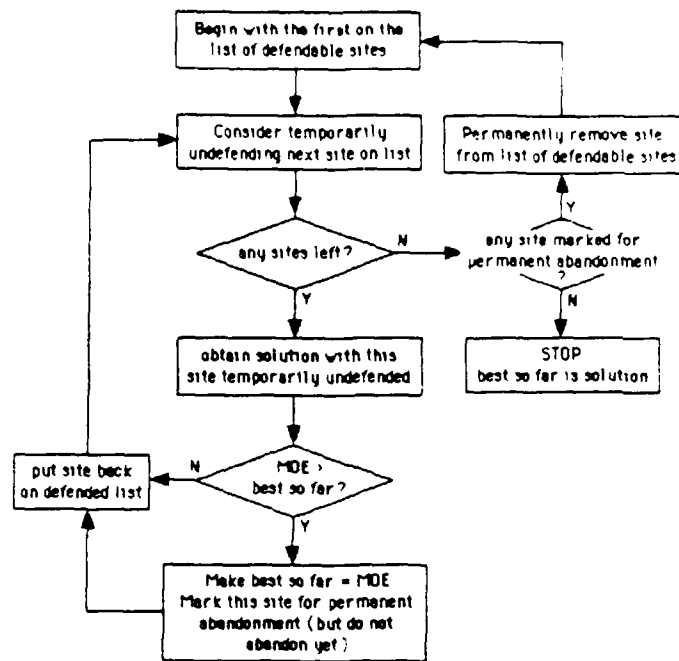 Begin with the first on the
list of defendable sites
Consider temporarily
undefending next site on list
Permanently remove site
from list of defendable sites
any sites left?
N
Y
any site marked for
permanent abandonment
?
Y
N
obtain solution with this
site temporarily undefended
STOP
best so far is solution
MOE >
best so far?
N
Y
put site back
on defended list
Make best so far = MOE
Mark this site for permanent
abandonment (but do not
abandon yet)